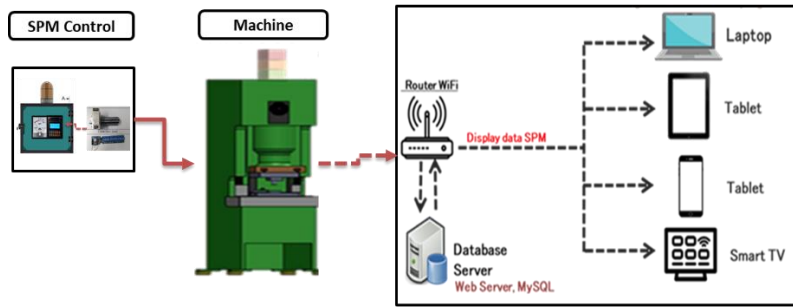 SPM Control
Machine
Router WiFi
Display data SPM
Laptop
Tablet
Tablet
Smart TV
Database
Server
Web Server, MySQL